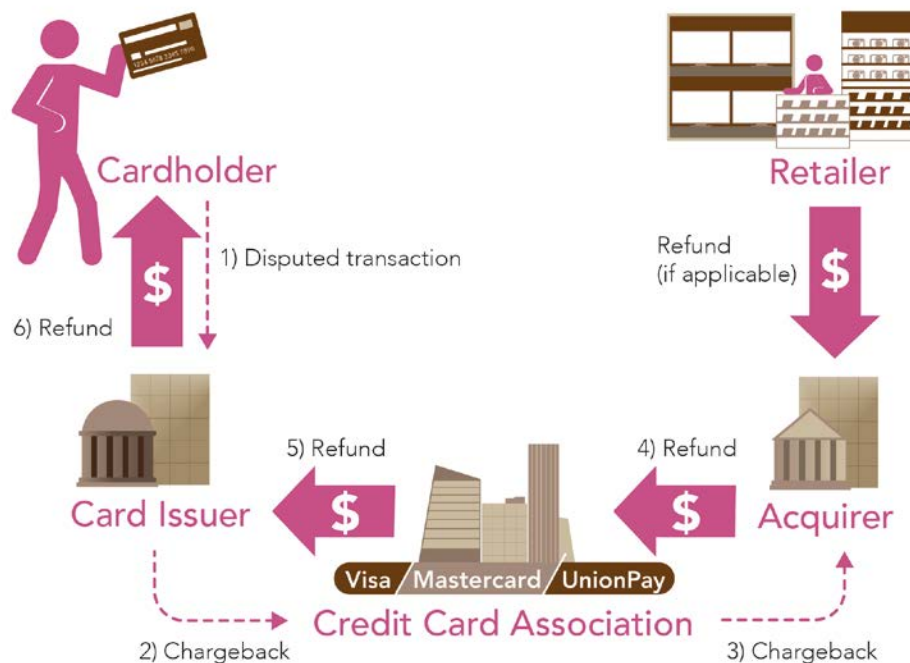 Cardholder
Retailer
1) Disputed transaction
Refund
(if applicable)
$
$
6) Refund
5) Refund
4) Refund
$
$
Card Issuer
Acquirer
Visa
Mastercard
UnionPay
Credit Card Association
2) Chargeback
3) Chargeback